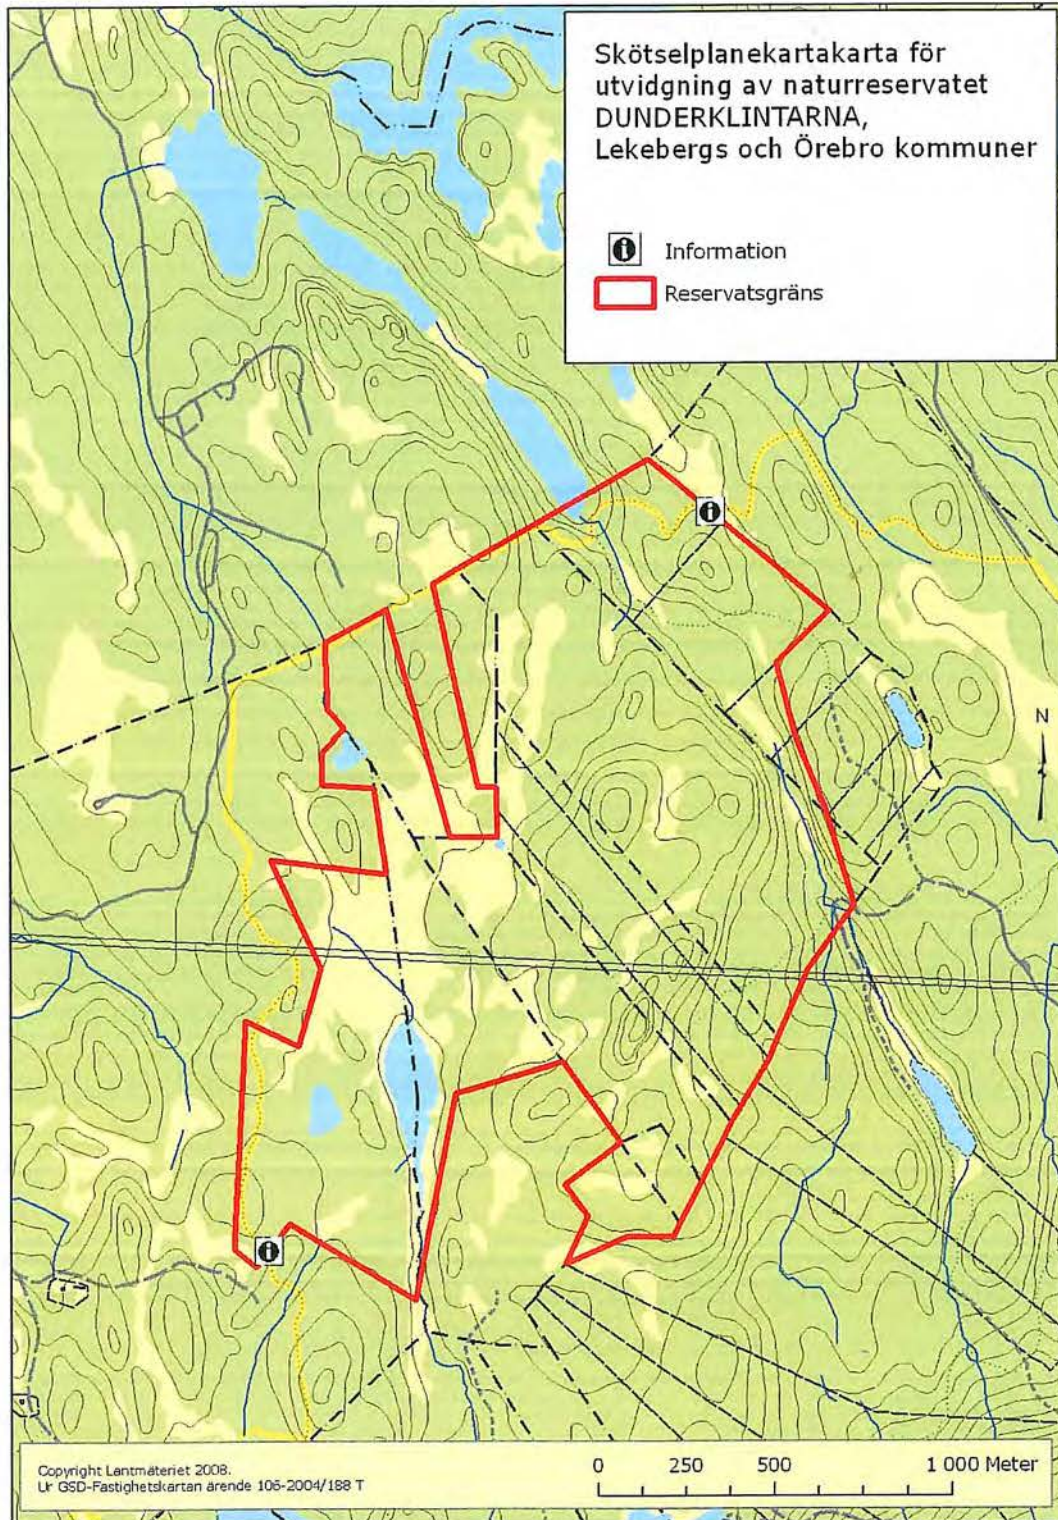 Skötselplanekartakarta för
utvidgning av naturreservatet
DUNDERKLINTARNA,
Lekebergs och Örebro kommuner
Information
Reservatsgräns
N
Copyright Lantmäteriet 2008.
Ur GSD-Fastighetskartan ärende 106-2004/188 T
0 250 500 1 000 Meter